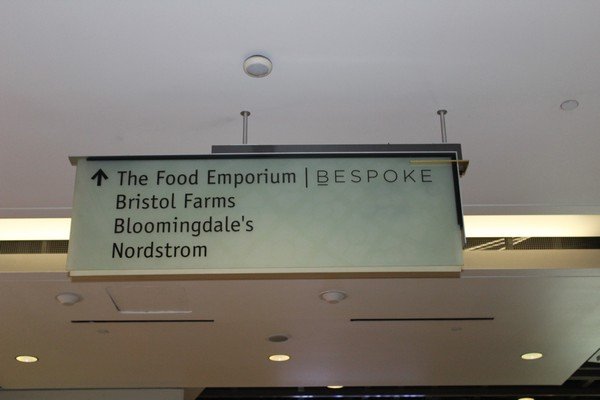 ↑ The Food Emporium | BESPOKE
Bristol Farms
Bloomingdale's
Nordstrom